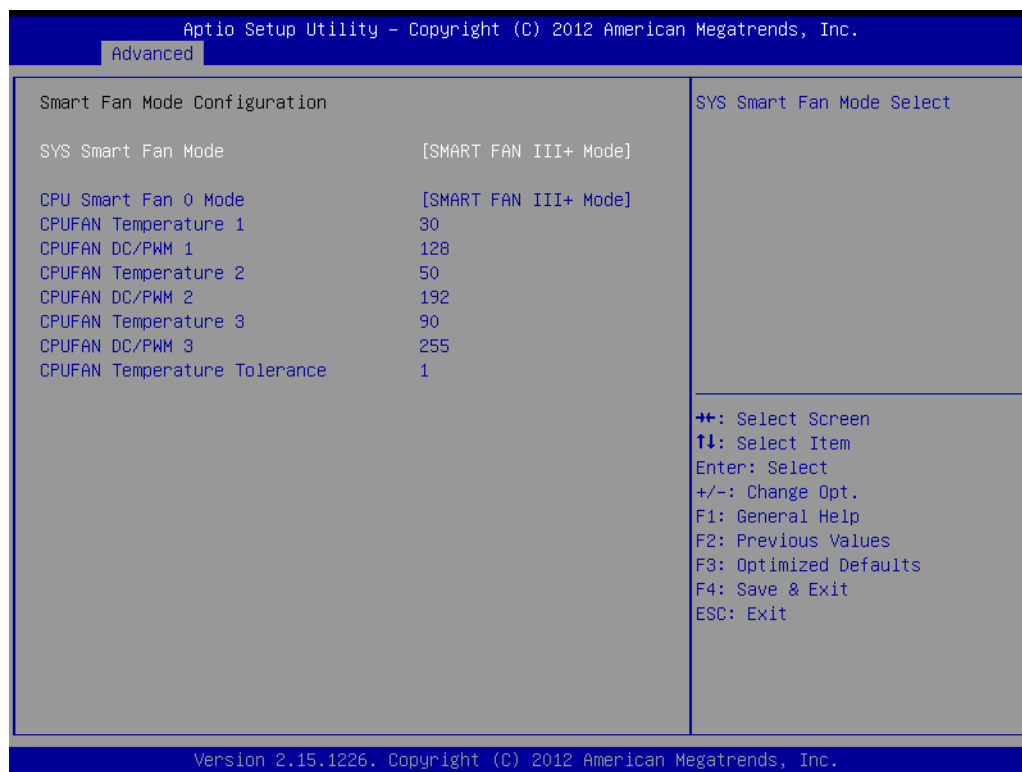 Aptio Setup Utility – Copyright (C) 2012 American Megatrends, Inc.
Advanced
Smart Fan Mode Configuration
SYS Smart Fan Mode [SMART FAN III+ Mode]
CPU Smart Fan 0 Mode [SMART FAN III+ Mode]
CPUFAN Temperature 1 30
CPUFAN DC/PWM 1 128
CPUFAN Temperature 2 50
CPUFAN DC/PWM 2 192
CPUFAN Temperature 3 90
CPUFAN DC/PWM 3 255
CPUFAN Temperature Tolerance 1
SYS Smart Fan Mode Select
→←: Select Screen
↑↓: Select Item
Enter: Select
+/-: Change Opt.
F1: General Help
F2: Previous Values
F3: Optimized Defaults
F4: Save & Exit
ESC: Exit
Version 2.15.1226. Copyright (C) 2012 American Megatrends, Inc.